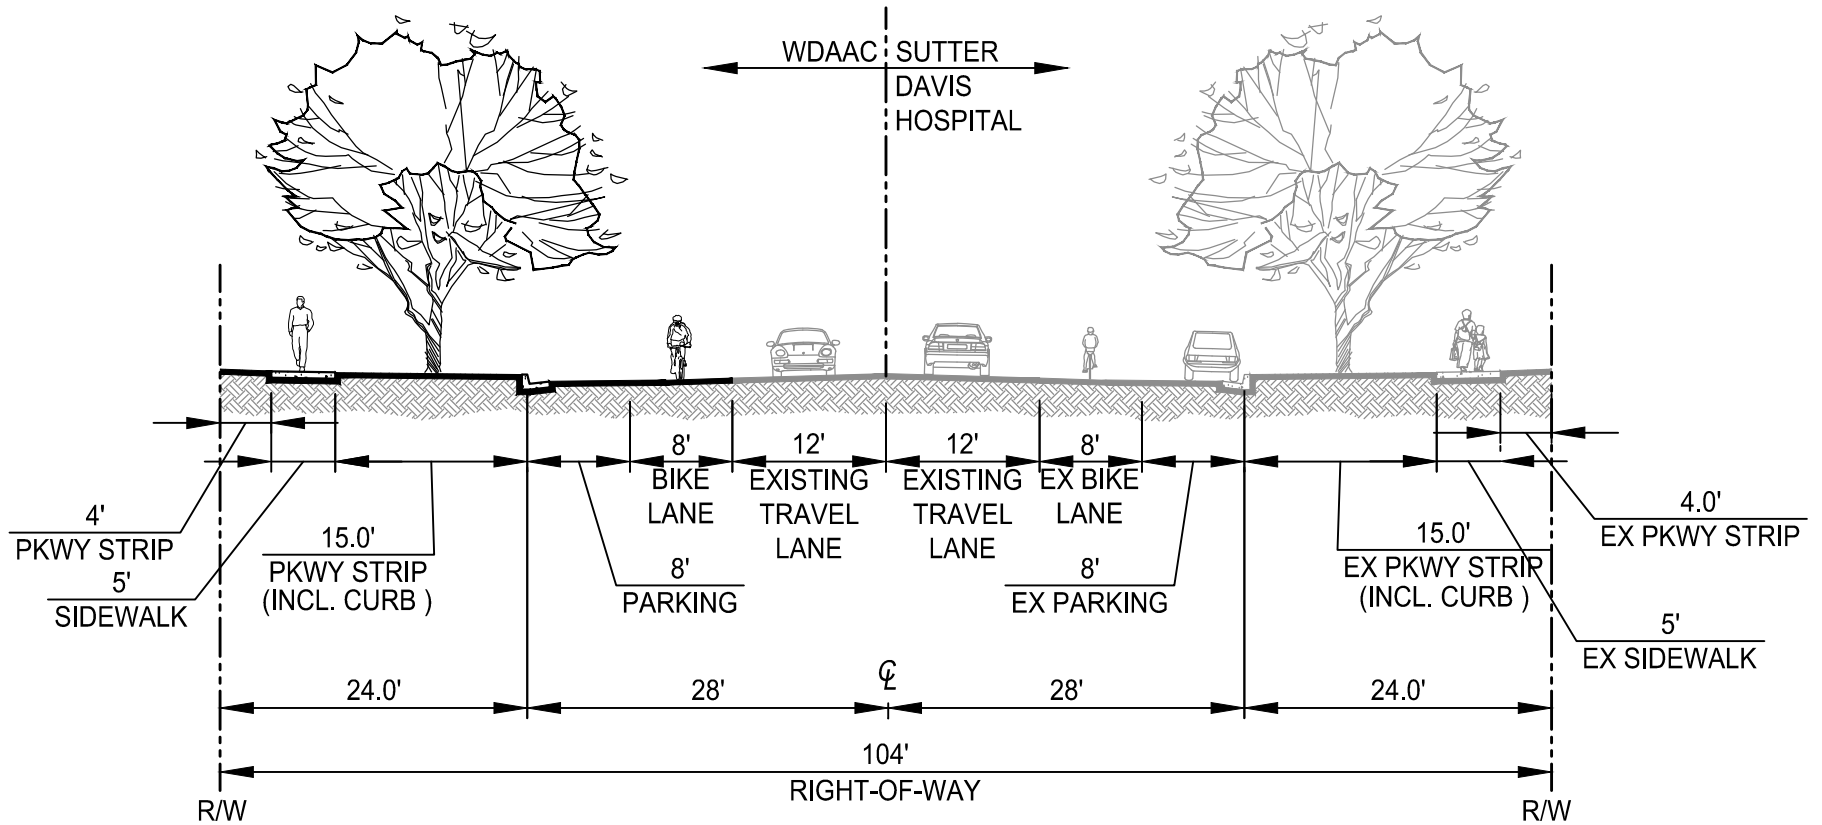 WDAAC SUTTER
DAVIS
HOSPITAL
8'
BIKE
LANE
12'
EXISTING
TRAVEL
LANE
12'
EXISTING
TRAVEL
LANE
8'
EX BIKE
LANE
4'
PKWY STRIP
5'
SIDEWALK
15.0'
PKWY STRIP
(INCL. CURB )
8'
PARKING
8'
EX PARKING
15.0'
EX PKWY STRIP
(INCL. CURB )
4.0'
EX PKWY STRIP
5'
EX SIDEWALK
24.0'
28'
℄
28'
24.0'
104'
RIGHT-OF-WAY
R/W
R/W